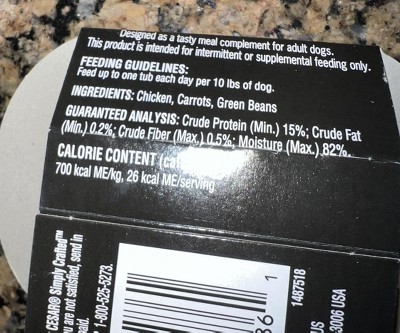 Designed as a tasty meal complement for adult dogs.
This product is intended for intermittent or supplemental feeding only.
FEEDING GUIDELINES:
Feed up to one tub each day per 10 lbs of dog.
INGREDIENTS: Chicken, Carrots, Green Beans
GUARANTEED ANALYSIS: Crude Protein (Min.) 15%; Crude Fat
(Min.) 0.2%; Crude Fiber (Max.) 0.5%; Moisture (Max.) 82%.
CALORIE CONTENT
700 kcal ME/kg, 26 kcal ME/serving
CESAR® Simply Crafted™
you are not satisfied, send in
1-800-525-5273.
1487518
US
3006 USA